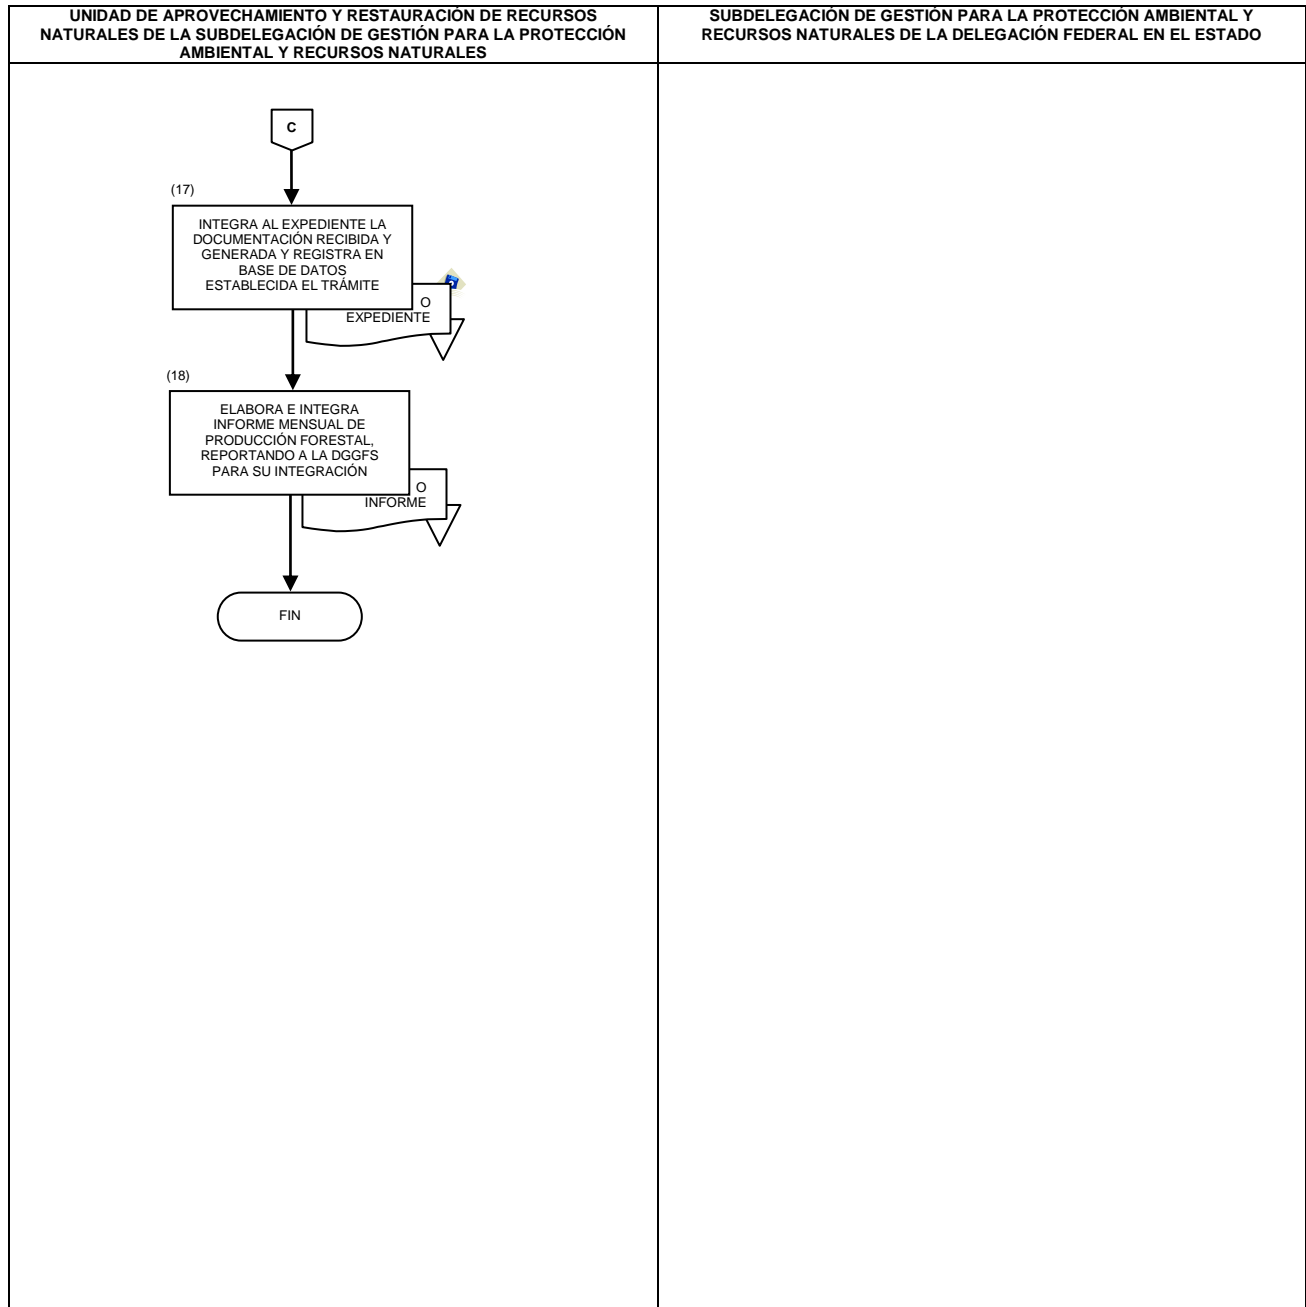 UNIDAD DE APROVECHAMIENTO Y RESTAURACIÓN DE RECURSOS
NATURALES DE LA SUBDELEGACIÓN DE GESTIÓN PARA LA PROTECCIÓN
AMBIENTAL Y RECURSOS NATURALES
SUBDELEGACIÓN DE GESTIÓN PARA LA PROTECCIÓN AMBIENTAL Y
RECURSOS NATURALES DE LA DELEGACIÓN FEDERAL EN EL ESTADO
C
(17)
INTEGRA AL EXPEDIENTE LA
DOCUMENTACIÓN RECIBIDA Y
GENERADA Y REGISTRA EN
BASE DE DATOS
ESTABLECIDA EL TRÁMITE
O
EXPEDIENTE
(18)
ELABORA E INTEGRA
INFORME MENSUAL DE
PRODUCCIÓN FORESTAL,
REPORTANDO A LA DGGFS
PARA SU INTEGRACIÓN
O
INFORME
FIN